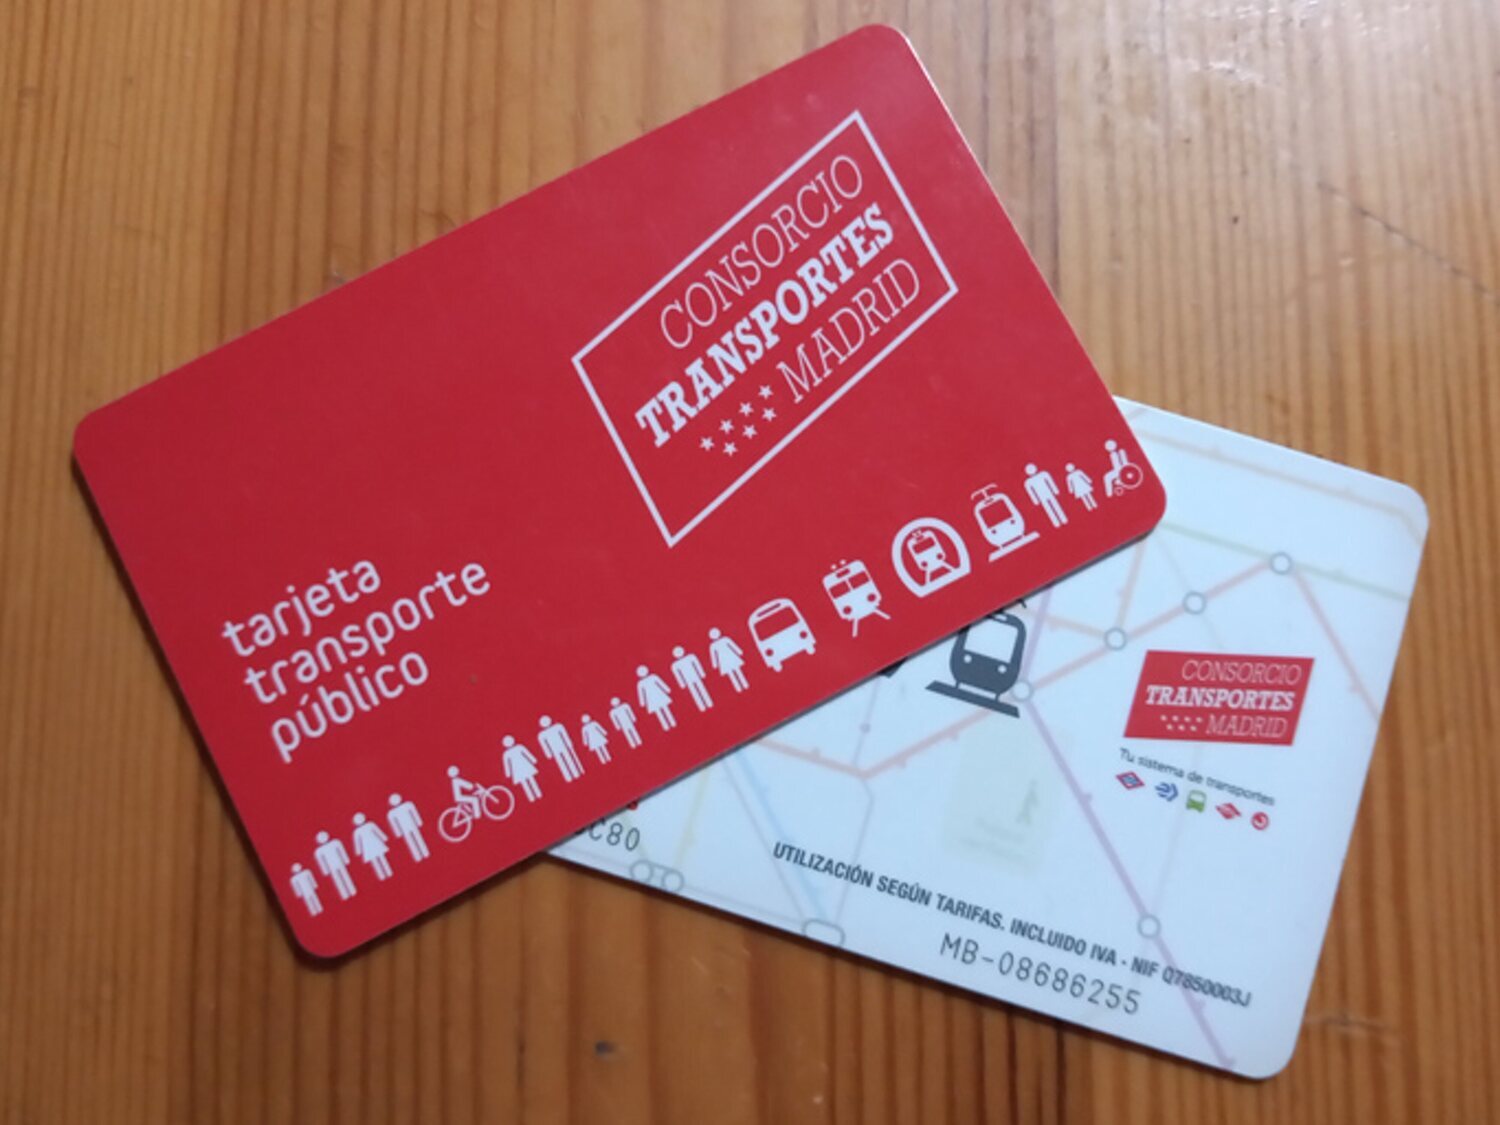 CONSORCIO
TRANSPORTES
MADRID
tarjeta
transporte
público
CONSORCIO
TRANSPORTES
MADRID
Tu sistema de transportes
C80
UTILIZACIÓN SEGÚN TARIFAS. INCLUIDO IVA - NIF Q7850003J
MB-08686255